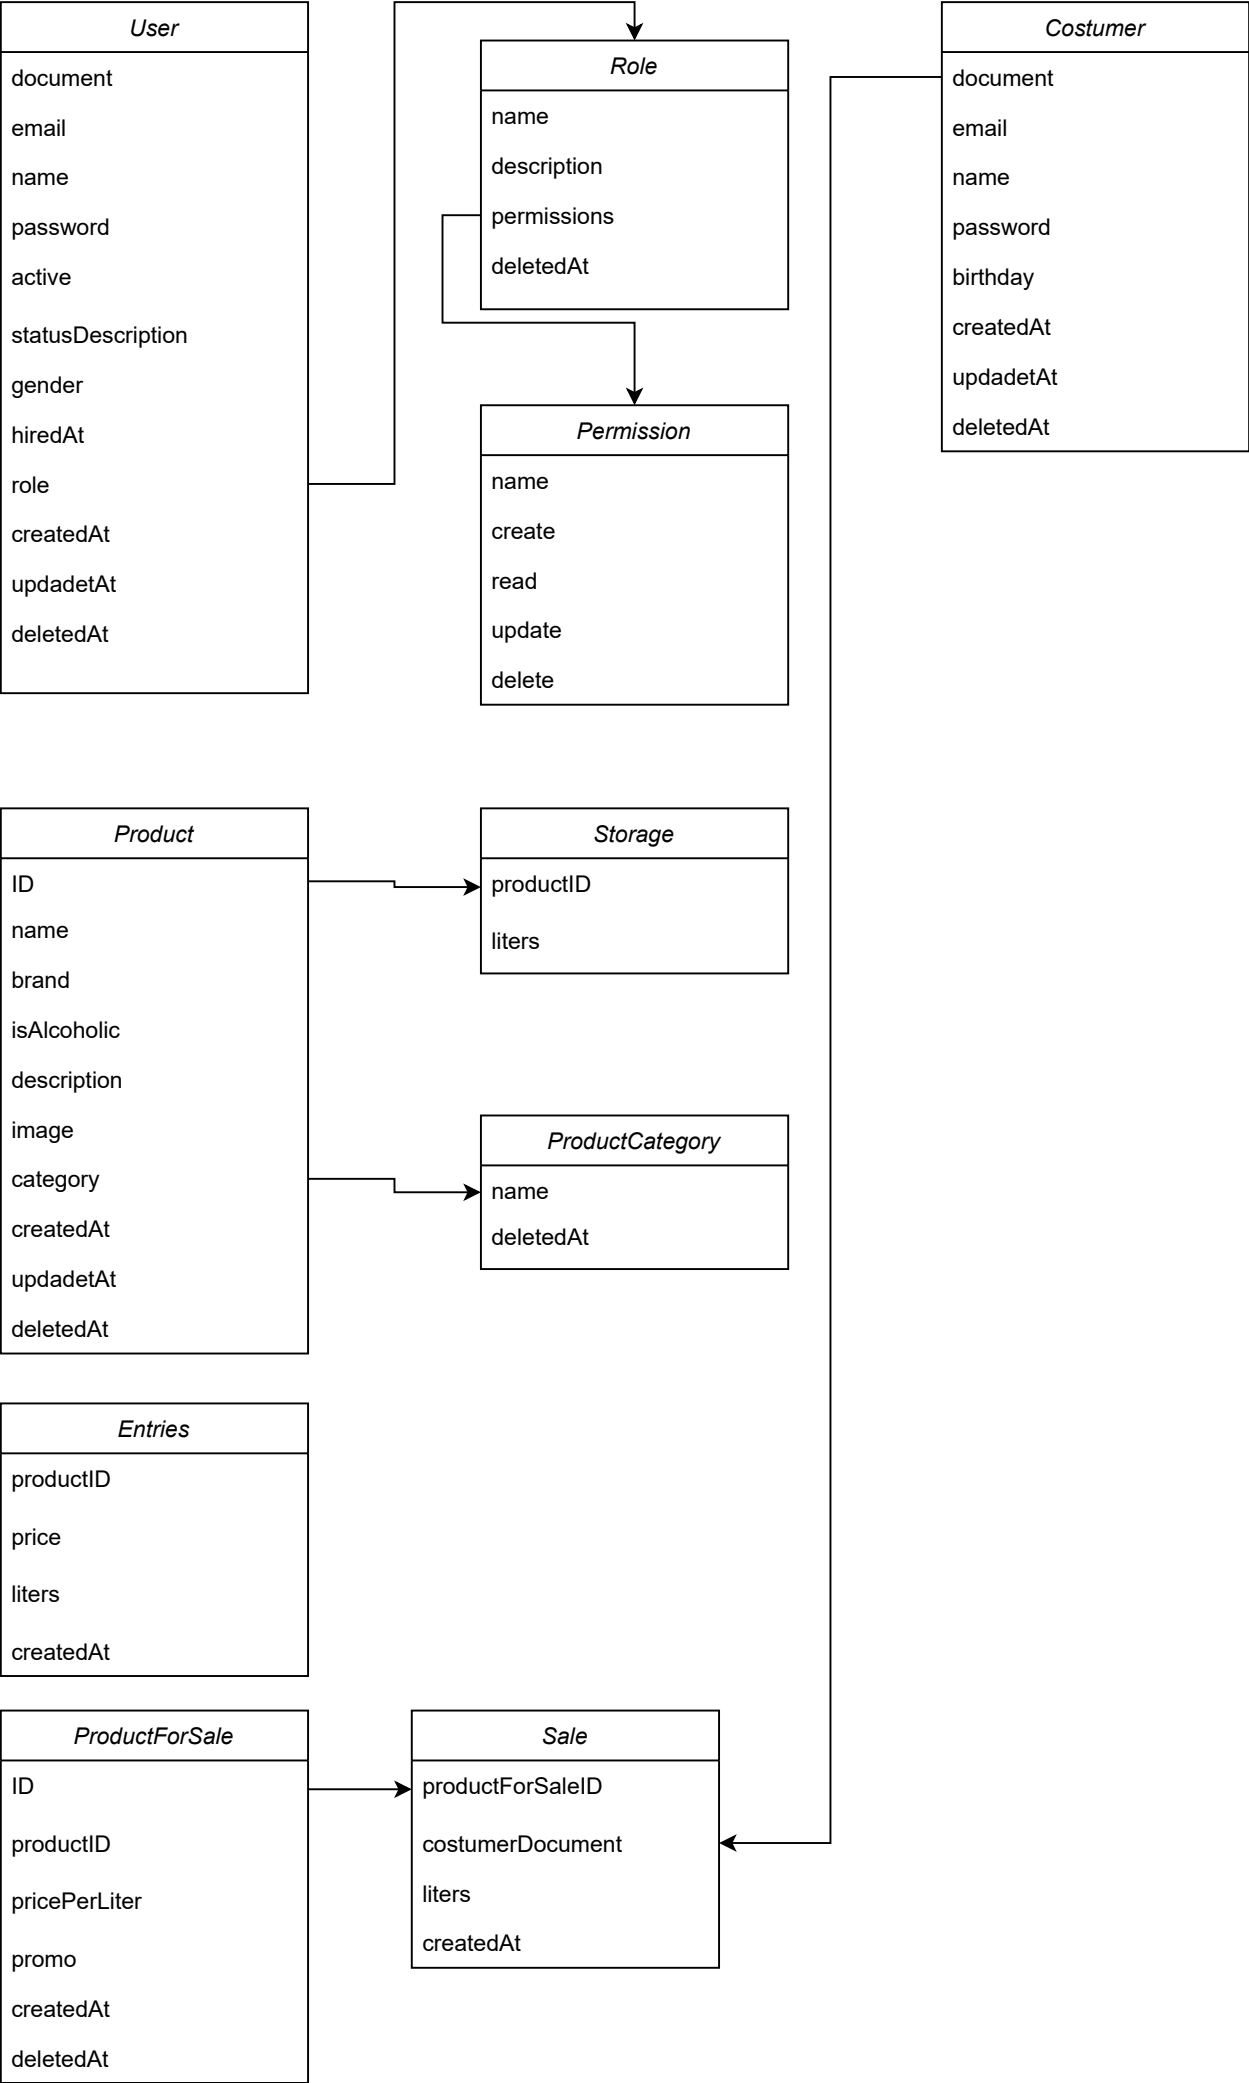 User
document
email
name
password
active
statusDescription
gender
hiredAt
role
createdAt
updadetAt
deletedAt
Role
name
description
permissions
deletedAt
Permission
name
create
read
update
delete
Costumer
document
email
name
password
birthday
createdAt
updadetAt
deletedAt
Product
ID
name
brand
isAlcoholic
description
image
category
createdAt
updadetAt
deletedAt
Storage
productID
liters
ProductCategory
name
deletedAt
Entries
productID
price
liters
createdAt
ProductForSale
ID
productID
pricePerLiter
promo
createdAt
deletedAt
Sale
productForSaleID
costumerDocument
liters
createdAt